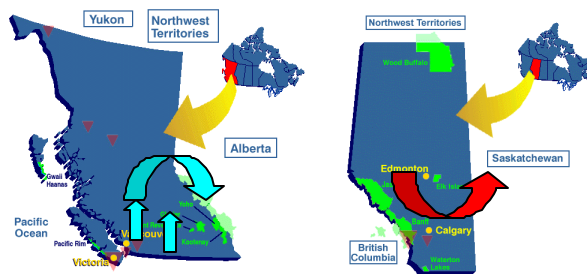 Yukon
Northwest
Territories
Alberta
Gwaii
Haanas
Pacific
Ocean
Pacific Rim
Victoria
Yoho
Kootenay
Northwest Territories
Wood Buffalo
Edmonton
Elk Isla
Saskatchewan
Banff
Calgary
British
Columbia
Waterton
Lakes